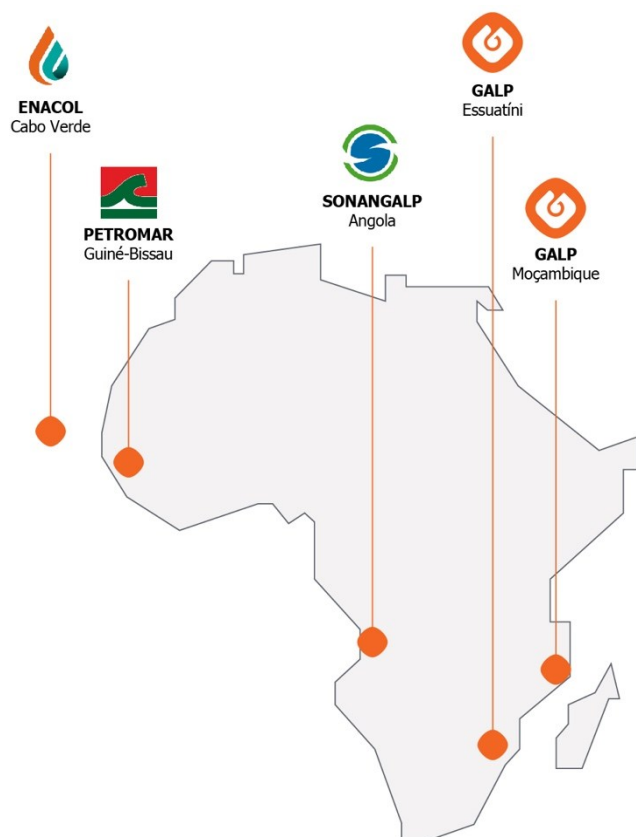 ENACOL
Cabo Verde
PETROMAR
Guiné-Bissau
SONANGALP
Angola
GALP
Essuatíni
GALP
Moçambique